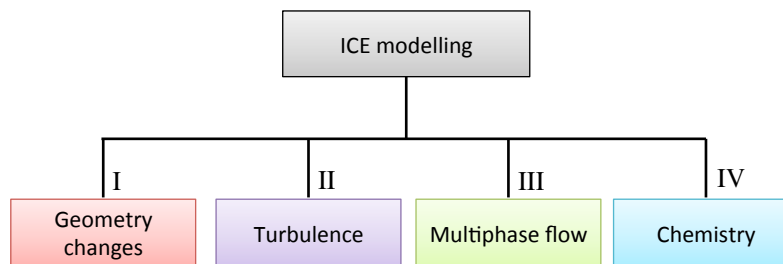 ICE modelling
I
II
III
IV
Geometry
changes
Turbulence
Multiphase flow
Chemistry